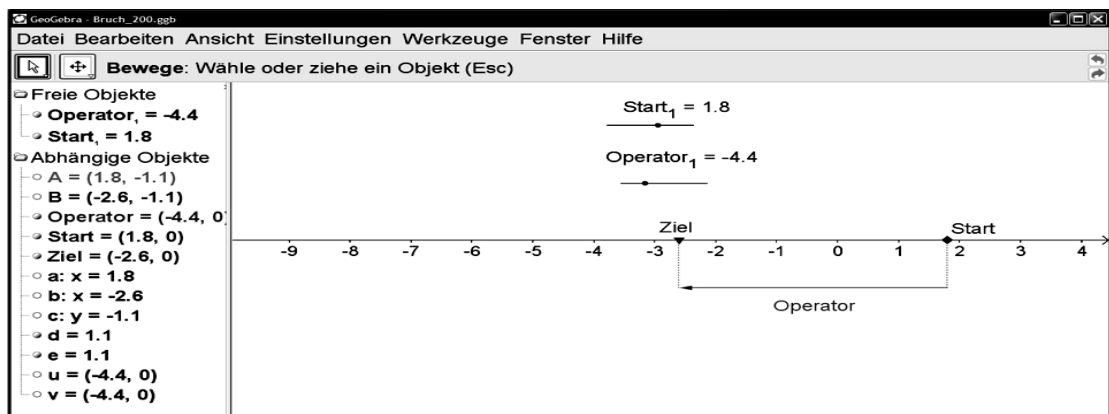 GeoGebra - Bruch_200.ggb
Datei Bearbeiten Ansicht Einstellungen Werkzeuge Fenster Hilfe
Bewege: Wähle oder ziehe ein Objekt (Esc)
Freie Objekte
Operator₁ = -4.4
Start₁ = 1.8
Abhängige Objekte
A = (1.8, -1.1)
B = (-2.6, -1.1)
Operator = (-4.4, 0
Start = (1.8, 0)
Ziel = (-2.6, 0)
a: x = 1.8
b: x = -2.6
c: y = -1.1
d = 1.1
e = 1.1
u = (-4.4, 0)
v = (-4.4, 0)
Start₁ = 1.8
Operator₁ = -4.4
Ziel Start
-9 -8 -7 -6 -5 -4 -3 -2 -1 0 1 2 3 4
Operator